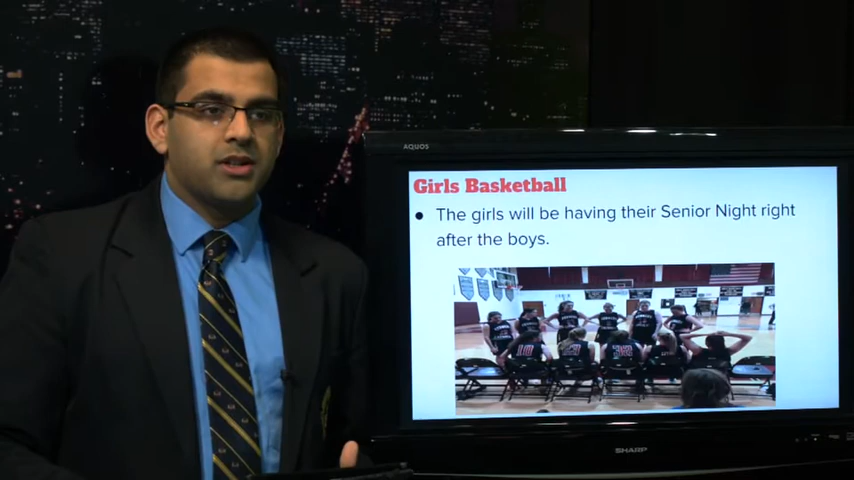 AQUOS
Girls Basketball
● The girls will be having their Senior Night right
after the boys.
SHARP